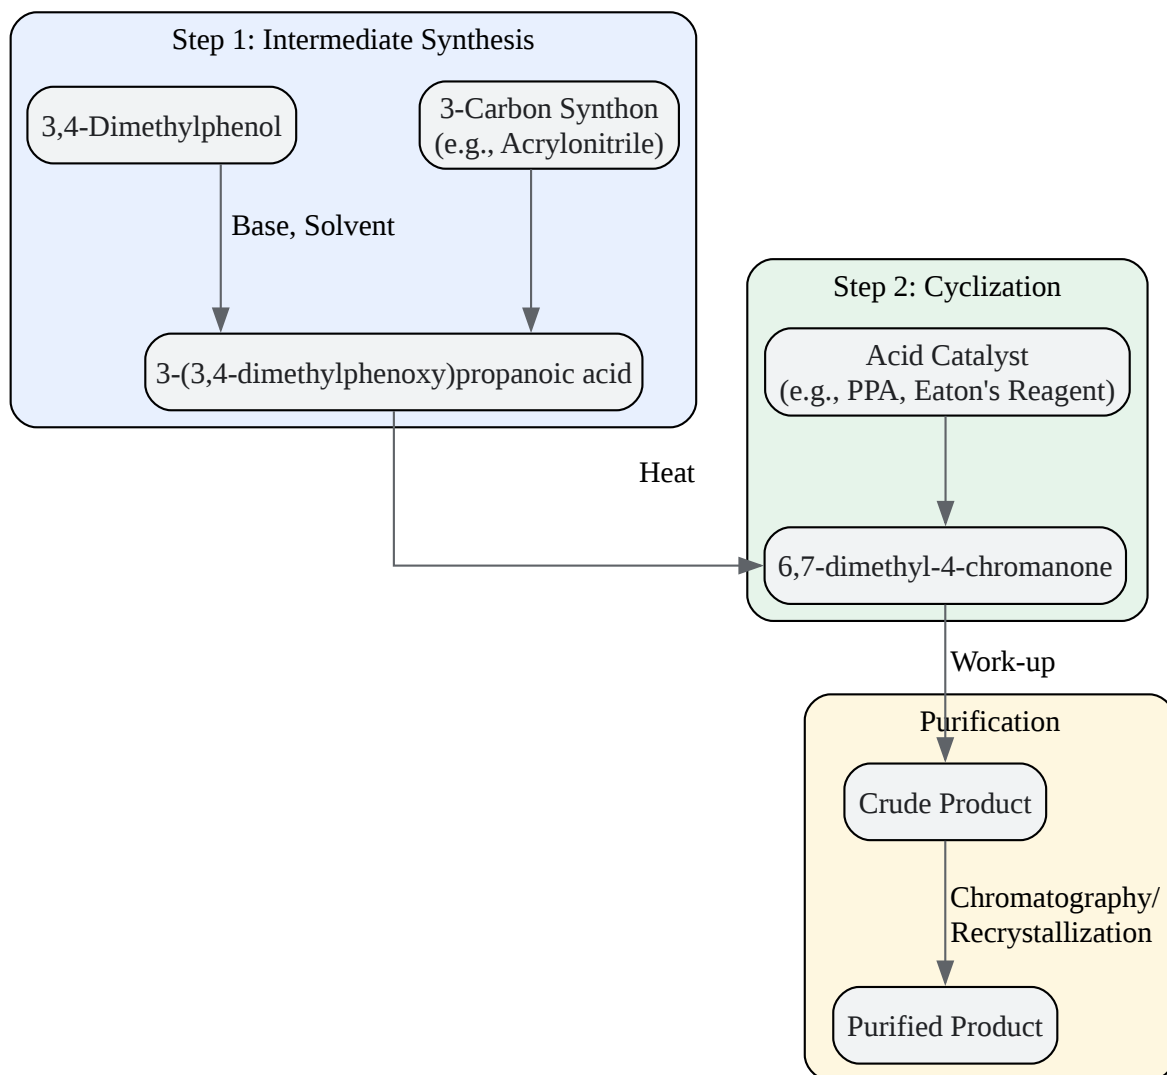 Step 1: Intermediate Synthesis
3,4-Dimethylphenol
3-Carbon Synthon
(e.g., Acrylonitrile)
Base, Solvent
3-(3,4-dimethylphenoxy)propanoic acid
Heat
Step 2: Cyclization
Acid Catalyst
(e.g., PPA, Eaton's Reagent)
6,7-dimethyl-4-chromanone
Work-up
Purification
Crude Product
Chromatography/
Recrystallization
Purified Product